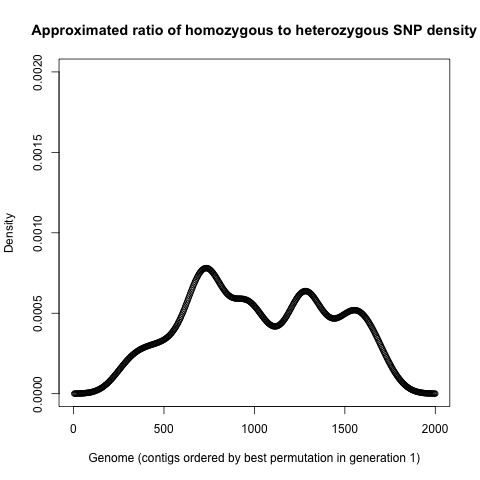 Approximated ratio of homozygous to heterozygous SNP density
0.0020
0.0015
0.0010
0.0005
0.0000
Density
0 500 1000 1500 2000
Genome (contigs ordered by best permutation in generation 1)